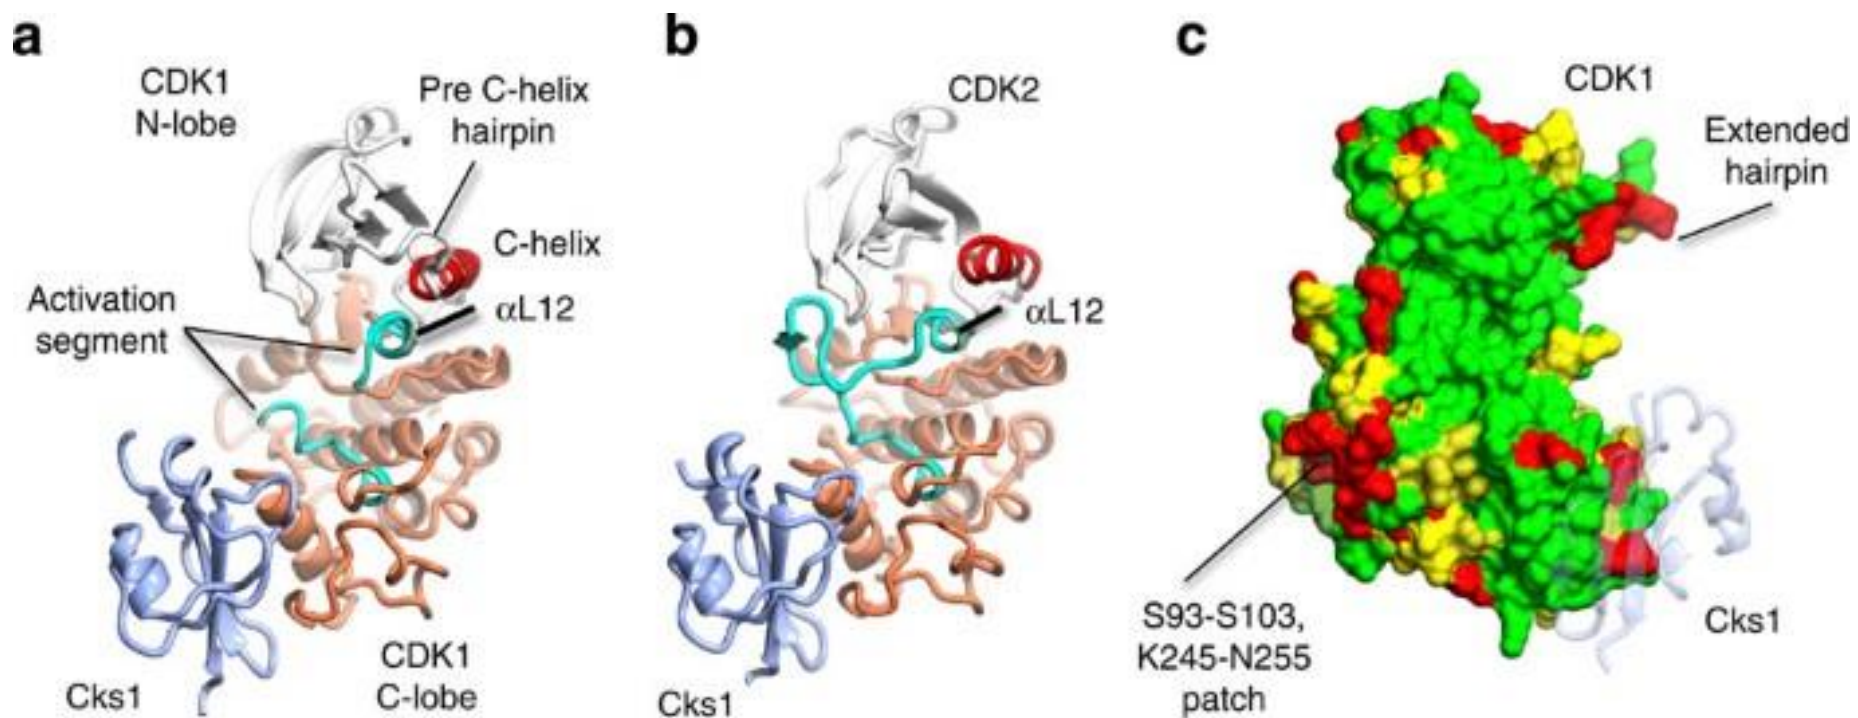 a
CDK1
N-lobe
Pre C-helix
hairpin
C-helix
αL12
Activation
segment
Cks1
CDK1
C-lobe
b
CDK2
αL12
Cks1
c
CDK1
Extended
hairpin
S93-S103,
K245-N255
patch
Cks1